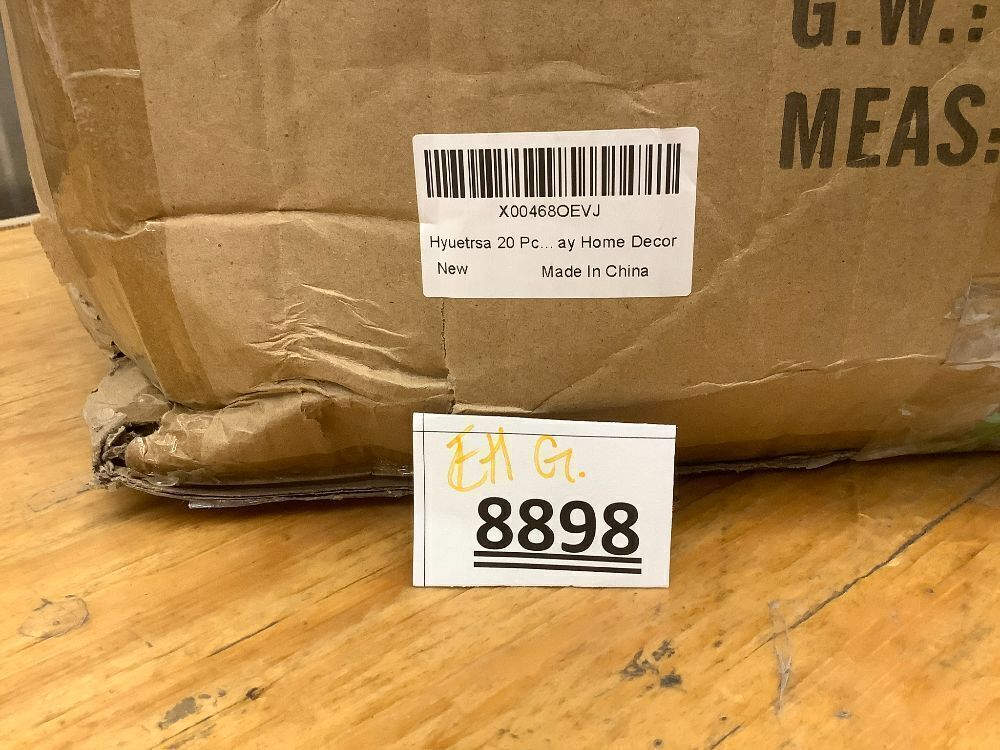 G.W.:
MEAS:
X00468OEVJ
Hyuetrsa 20 Pc... ay Home Decor
New Made In China
EH G.
8898